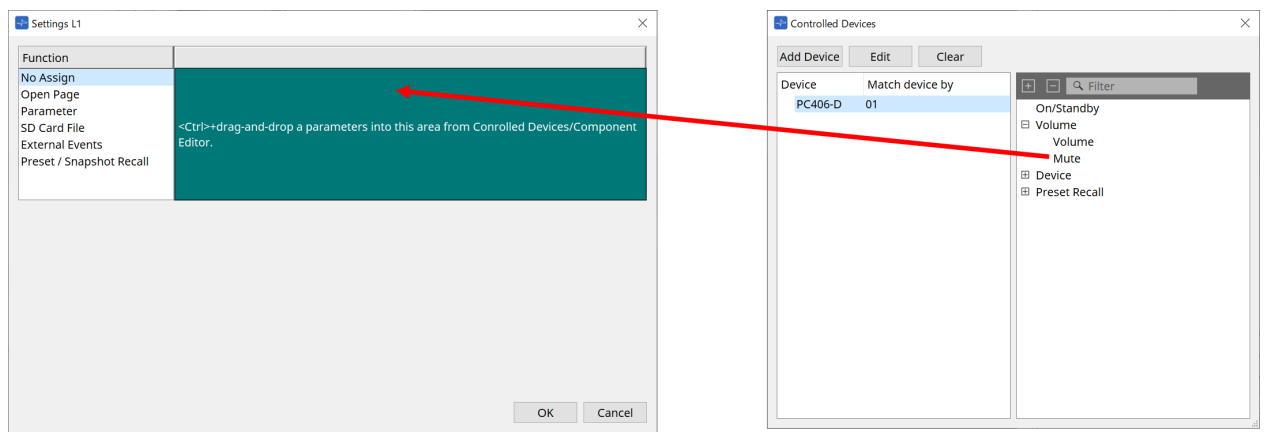 Settings L1
Function
No Assign
Open Page
Parameter
SD Card File
External Events
Preset / Snapshot Recall
<Ctrl>+drag-and-drop a parameters into this area from Conrolled Devices/Component
Editor.
OK Cancel
Controlled Devices
Add Device Edit Clear
Device Match device by
PC406-D 01
Filter
On/Standby
Volume
Volume
Mute
Device
Preset Recall